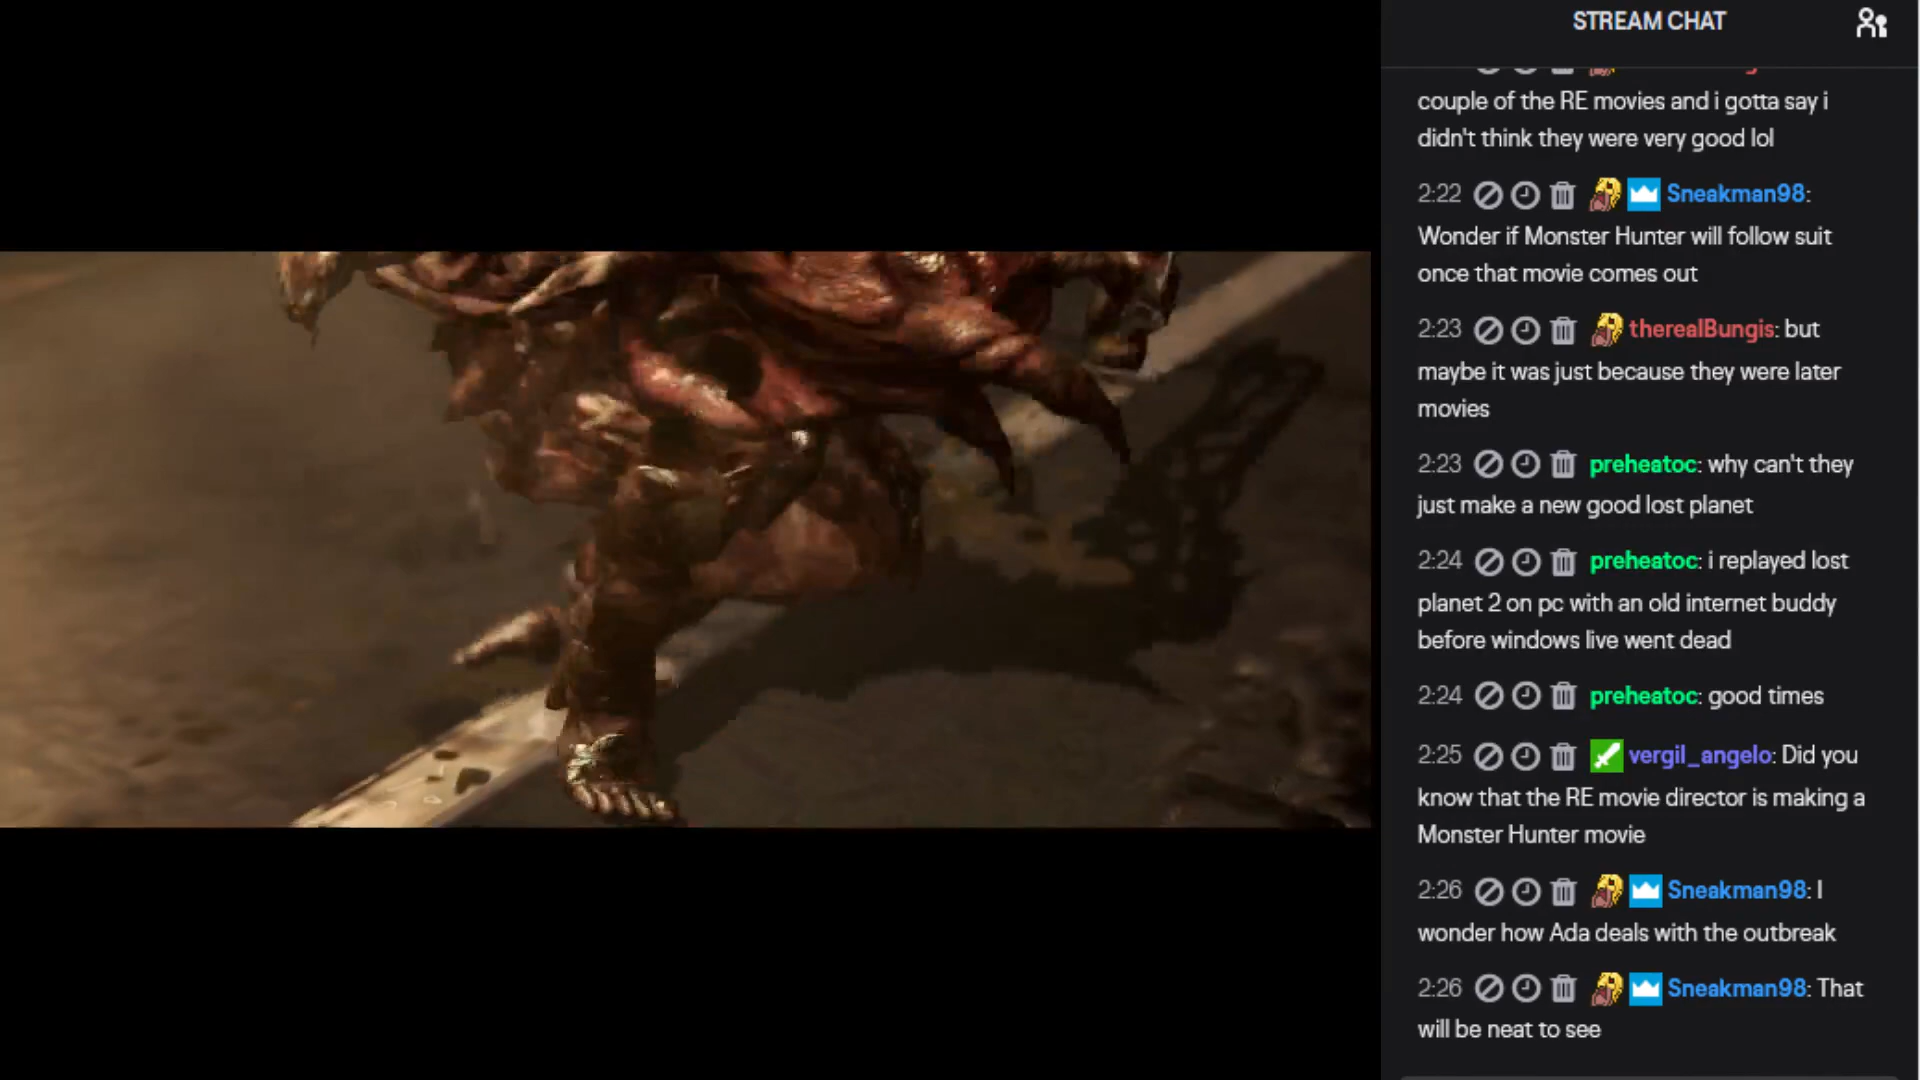 STREAM CHAT
couple of the RE movies and i gotta say i
didn't think they were very good lol
2:22 Sneakman98:
Wonder if Monster Hunter will follow suit
once that movie comes out
2:23 therealBungis: but
maybe it was just because they were later
movies
2:23 preheatoc: why can't they
just make a new good lost planet
2:24 preheatoc: i replayed lost
planet 2 on pc with an old internet buddy
before windows live went dead
2:24 preheatoc: good times
2:25 vergil_angelo: Did you
know that the RE movie director is making a
Monster Hunter movie
2:26 Sneakman98: I
wonder how Ada deals with the outbreak
2:26 Sneakman98: That
will be neat to see